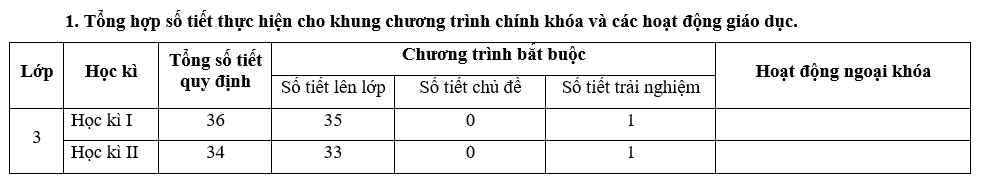 1. Tổng hợp số tiết thực hiện cho khung chương trình chính khóa và các hoạt động giáo dục.
Lớp Học kì Tổng số tiết quy định Chương trình bắt buộc Hoạt động ngoại khóa
Số tiết lên lớp Số tiết chủ đề Số tiết trải nghiệm
3 Học kì I 36 35 0 1
Học kì II 34 33 0 1